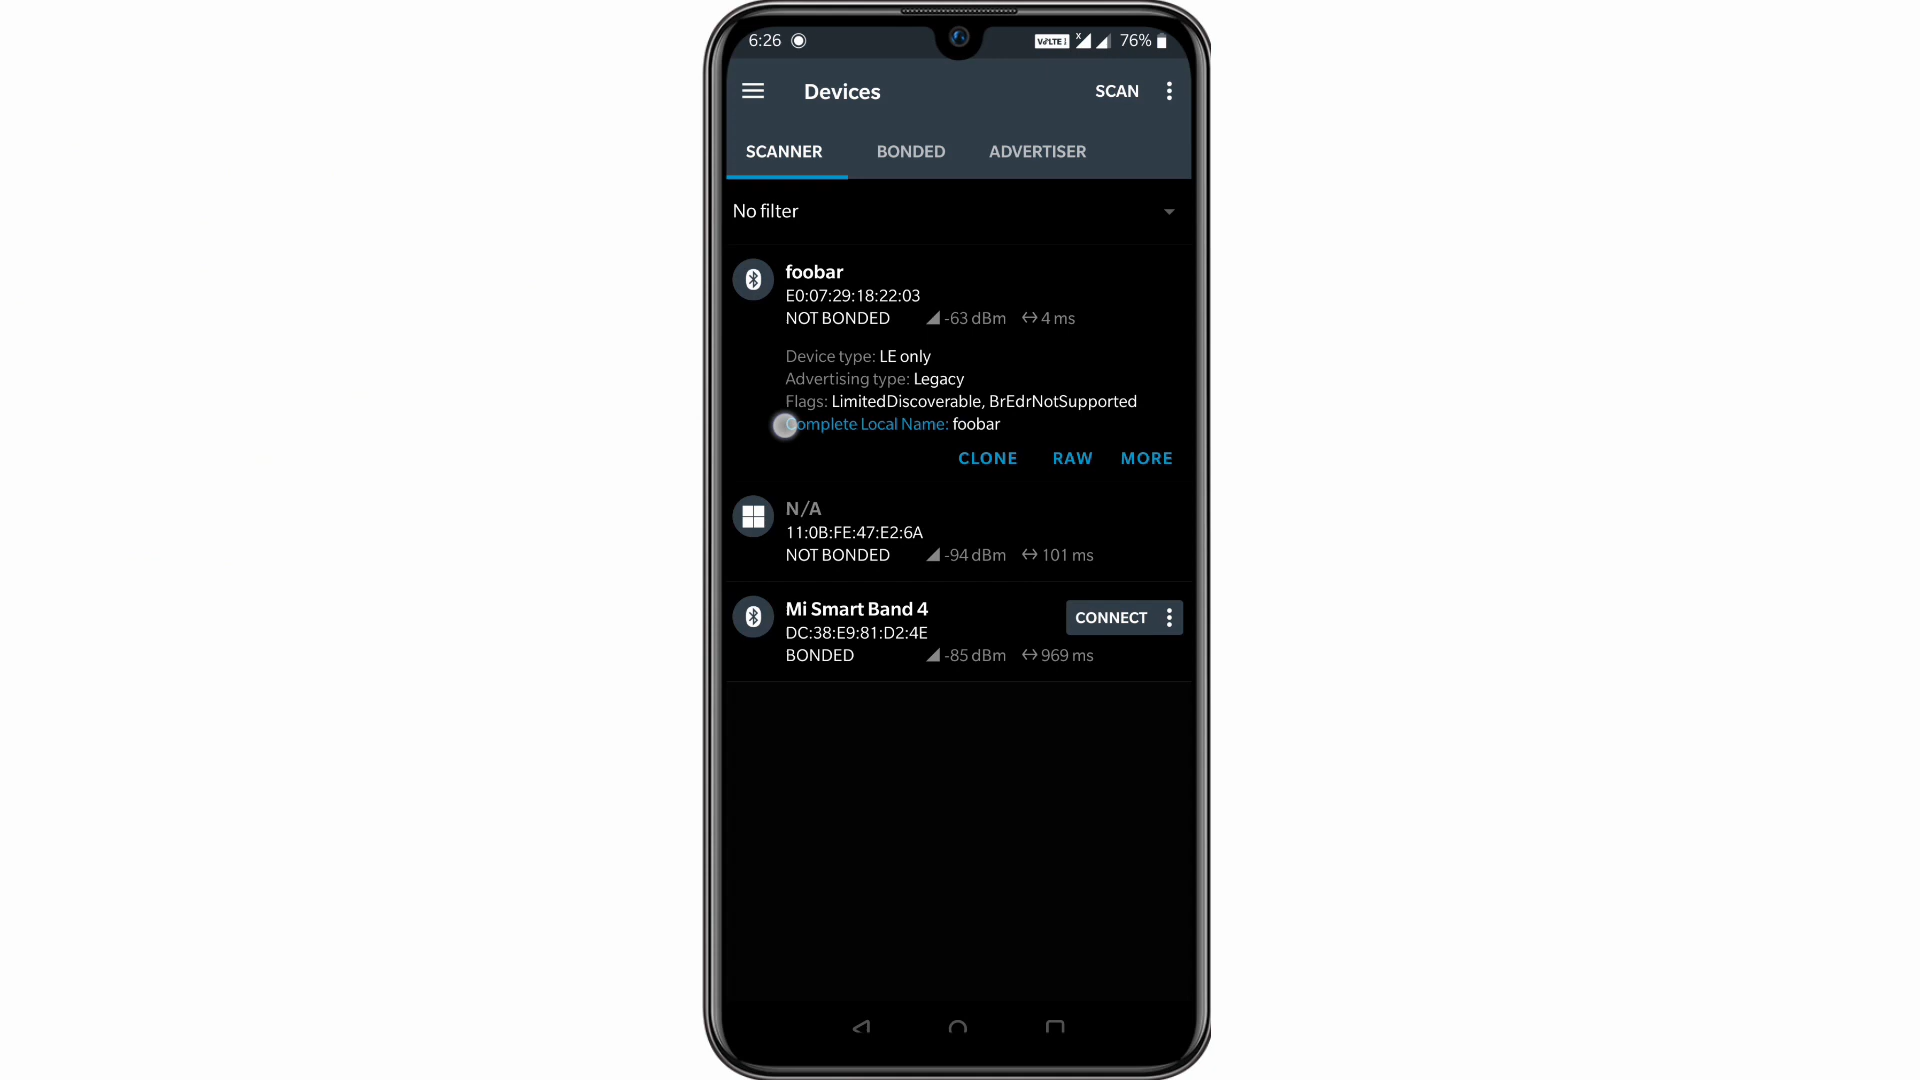 6:26 VoLTE 1 x 76%
Devices SCAN
SCANNER BONDED ADVERTISER
No filter
foobar
E0:07:29:18:22:03
NOT BONDED -63 dBm 4 ms
Device type: LE only
Advertising type: Legacy
Flags: LimitedDiscoverable, BrEdrNotSupported
Complete Local Name: foobar
CLONE RAW MORE
N/A
11:0B:FE:47:E2:6A
NOT BONDED -94 dBm 101 ms
Mi Smart Band 4 CONNECT
DC:38:E9:81:D2:4E
BONDED -85 dBm 969 ms